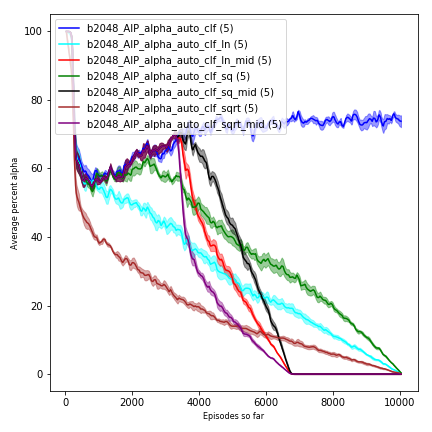 100
80
60
40
20
0
Average percent alpha
b2048_AIP_alpha_auto_clf (5)
b2048_AIP_alpha_auto_clf_ln (5)
b2048_AIP_alpha_auto_clf_ln_mid (5)
b2048_AIP_alpha_auto_clf_sq (5)
b2048_AIP_alpha_auto_clf_sq_mid (5)
b2048_AIP_alpha_auto_clf_sqrt (5)
b2048_AIP_alpha_auto_clf_sqrt_mid (5)
0 2000 4000 6000 8000 10000
Episodes so far